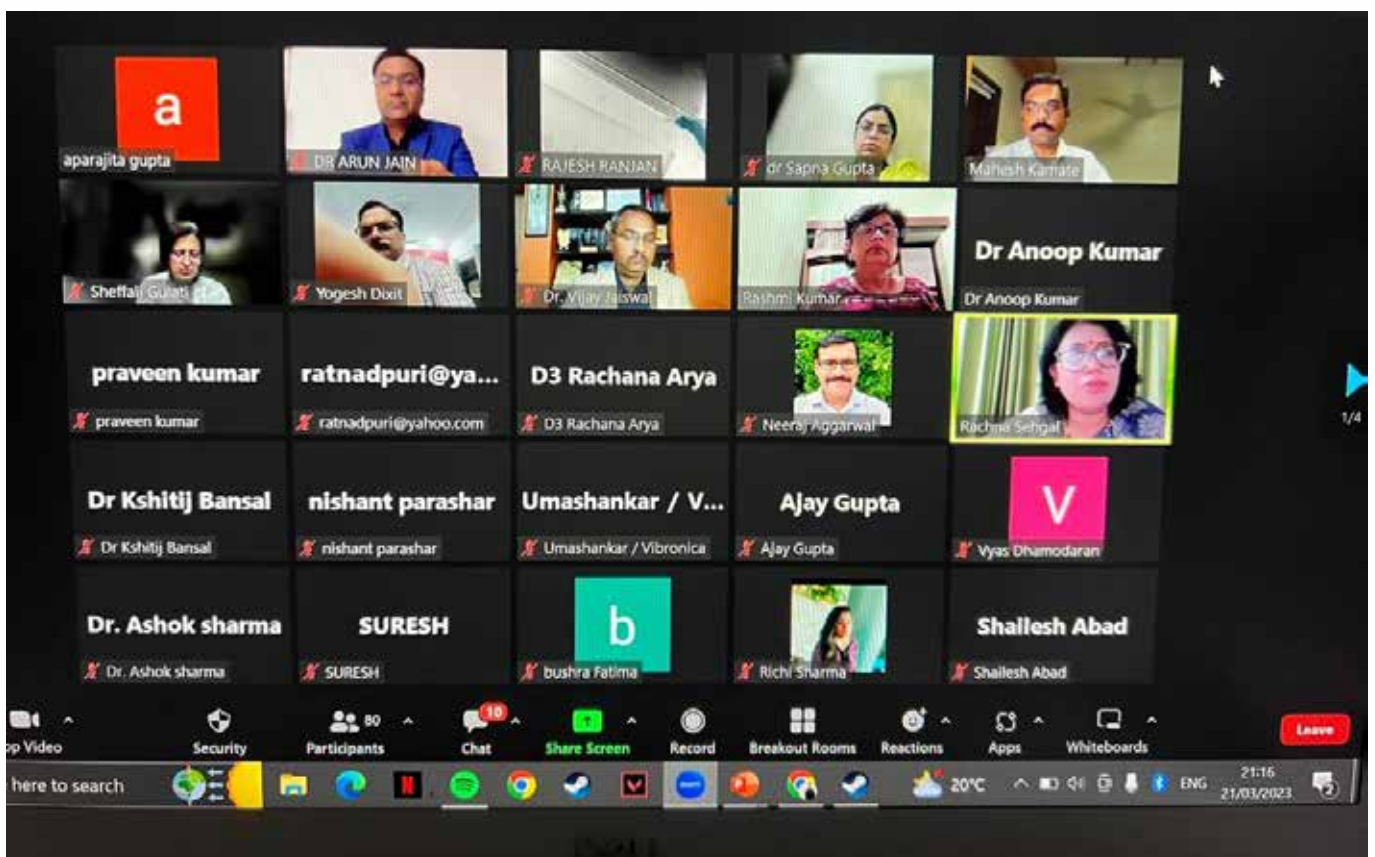 a
aparajita gupta
DR ARUN JAIN
RAJESH RANJAN
dr Sapna Gupta
Mahesh Kamate
Sheffali Gulati
Yogesh Dixit
Dr. Vijay Jaiswal
Rashmi Kumar
Dr Anoop Kumar
Dr Anoop Kumar
praveen kumar
praveen kumar
ratnadpuri@ya...
ratnadpuri@yahoo.com
D3 Rachana Arya
D3 Rachana Arya
Neeraj Aggarwal
Rachna Sehgal
1/4
Dr Kshitij Bansal
Dr Kshitij Bansal
nishant parashar
nishant parashar
Umashankar / V...
Umashankar / Vibronica
Ajay Gupta
Ajay Gupta
V
Vyas Dhamodaran
Dr. Ashok sharma
Dr. Ashok sharma
SURESH
SURESH
b
bushra Fatima
Richi Sharma
Shailesh Abad
Shailesh Abad
op Video
Security
80
Participants
10
Chat
Share Screen
Record
Breakout Rooms
Reactions
Apps
Whiteboards
Leave
here to search
N
20°C
ENG
21:16
21/03/2023
2